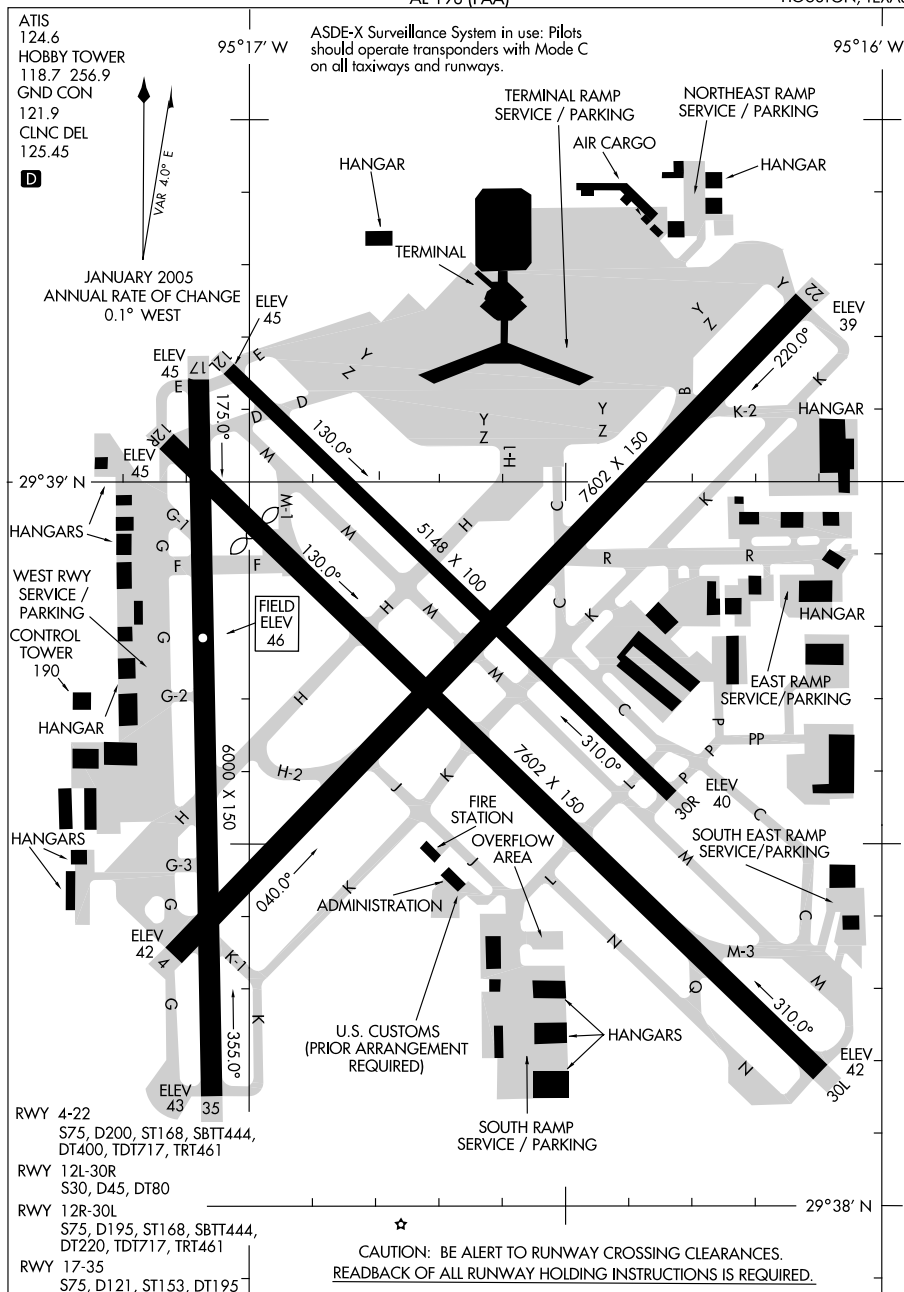 AL-198 (FAA)
HOUSTON, TEXAS
ATIS
124.6
HOBBY TOWER
118.7 256.9
GND CON
121.9
CLNC DEL
125.45
D
VAR 4.0° E
JANUARY 2005
ANNUAL RATE OF CHANGE
0.1° WEST
95°17' W
ASDE-X Surveillance System in use: Pilots
should operate transponders with Mode C
on all taxiways and runways.
95°16' W
TERMINAL RAMP
SERVICE / PARKING
NORTHEAST RAMP
SERVICE / PARKING
AIR CARGO
HANGAR
HANGAR
TERMINAL
ELEV
45
ELEV
39
ELEV
45
ELEV
45
17
12L
12R
22
E
E
D
D
Y
Z
Y
Z
Y
Z
Y
Z
Y
B
K
K-2
175.0°
130.0°
220.0°
HANGAR
29°39' N
HANGARS
G-1
G
F
F
M-1
M
M
M
M
H-1
H
H
H
H
C
C
K
K
R
R
7602 X 150
5148 X 100
130.0°
WEST RWY
SERVICE /
PARKING
CONTROL
TOWER
190
HANGAR
FIELD
ELEV
46
G
G-2
HANGAR
EAST RAMP
SERVICE/PARKING
C
P
P
P
PP
310.0°
30R
ELEV
40
L
6000 X 150
7602 X 150
H-2
J
K
FIRE
STATION
OVERFLOW
AREA
SOUTH EAST RAMP
SERVICE/PARKING
HANGARS
G-3
G
040.0°
K
J
L
M
C
C
ADMINISTRATION
ELEV
42
4
K-1
K
G
N
M-3
M
Q
N
310.0°
355.0°
U.S. CUSTOMS
(PRIOR ARRANGEMENT
REQUIRED)
HANGARS
ELEV
42
30L
ELEV
43
35
SOUTH RAMP
SERVICE / PARKING
RWY 4-22
S75, D200, ST168, SBTT444,
DT400, TDT717, TRT461
RWY 12L-30R
S30, D45, DT80
RWY 12R-30L
S75, D195, ST168, SBTT444,
DT220, TDT717, TRT461
RWY 17-35
S75, D121, ST153, DT195
29°38' N
CAUTION: BE ALERT TO RUNWAY CROSSING CLEARANCES.
READBACK OF ALL RUNWAY HOLDING INSTRUCTIONS IS REQUIRED.